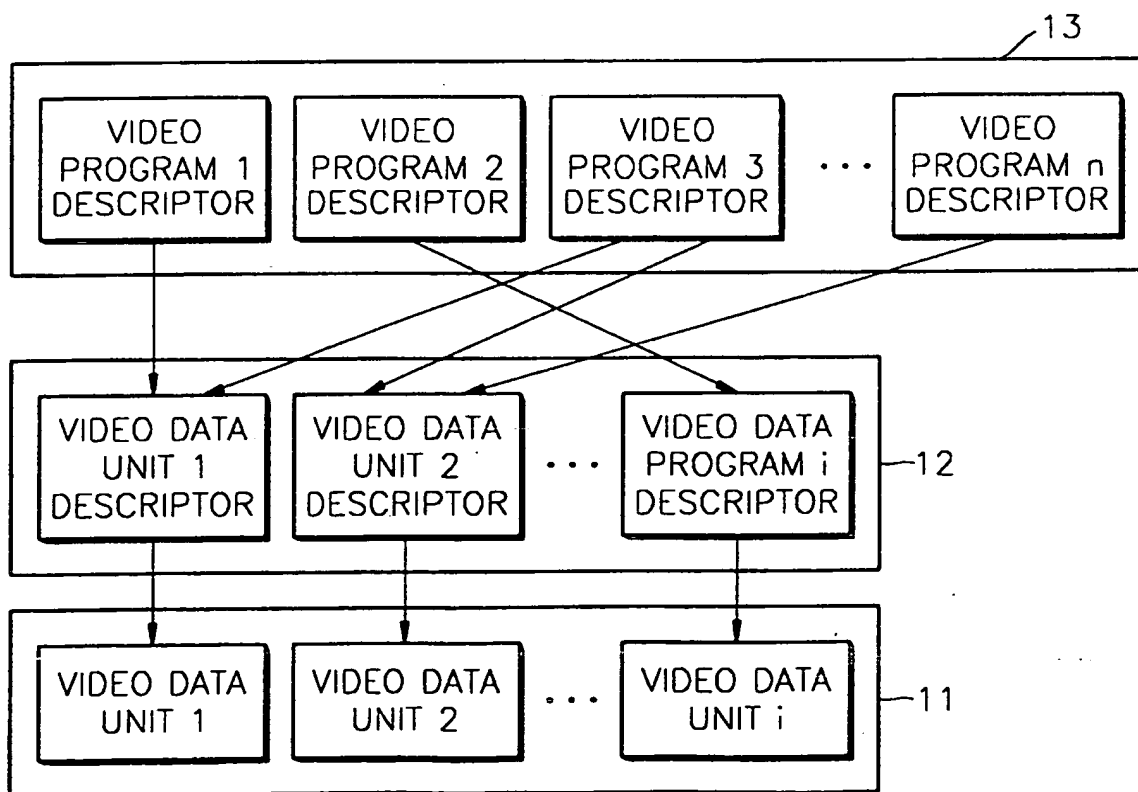 13
VIDEO
PROGRAM 1
DESCRIPTOR
VIDEO
PROGRAM 2
DESCRIPTOR
VIDEO
PROGRAM 3
DESCRIPTOR
...
VIDEO
PROGRAM n
DESCRIPTOR
VIDEO DATA
UNIT 1
DESCRIPTOR
VIDEO DATA
UNIT 2
DESCRIPTOR
...
VIDEO DATA
PROGRAM i
DESCRIPTOR
12
VIDEO DATA
UNIT 1
VIDEO DATA
UNIT 2
...
VIDEO DATA
UNIT i
11